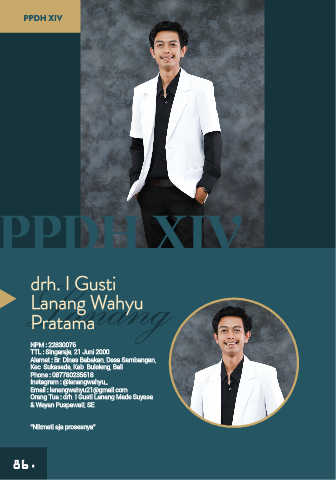 PPDH XIV
PPDH XIV
drh. I Gusti
Lanang Wahyu
Pratama
Lanang
NPM : 22830075
TTL : Singaraja, 21 Juni 2000
Alamat : Br. Dinas Babakan, Desa Sambangan,
Kec. Sukasada, Kab. Buleleng, Bali
Phone : 087760235518
Instagram : @lanangwahyu_
Email : lanangwahyu21@gmail.com
Orang Tua : drh. I Gusti Lanang Made Suyasa
& Wayan Puspawati, SE
"Nikmati aja prosesnya"
86 .